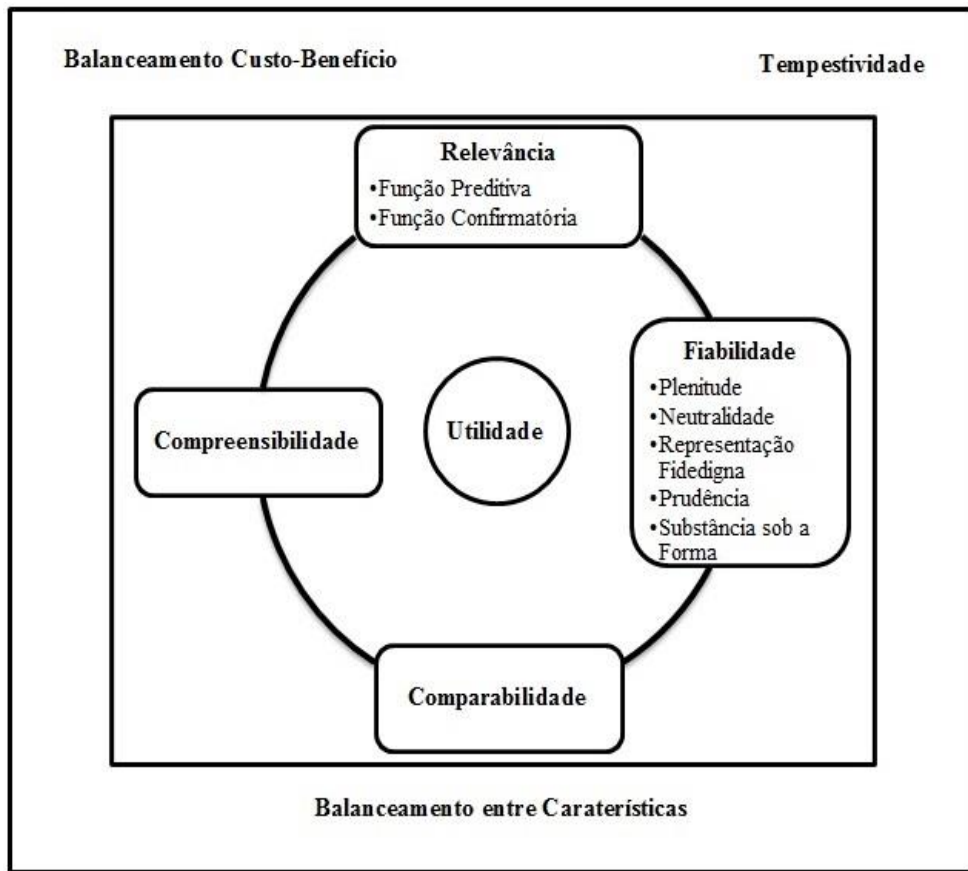 Balanceamento Custo-Benefício
Tempestividade
Relevância
•Função Preditiva
•Função Confirmatória
Fiabilidade
•Plenitude
•Neutralidade
•Representação
Fidedigna
•Prudência
•Substância sob a
Forma
Compreensibilidade
Utilidade
Comparabilidade
Balanceamento entre Caraterísticas